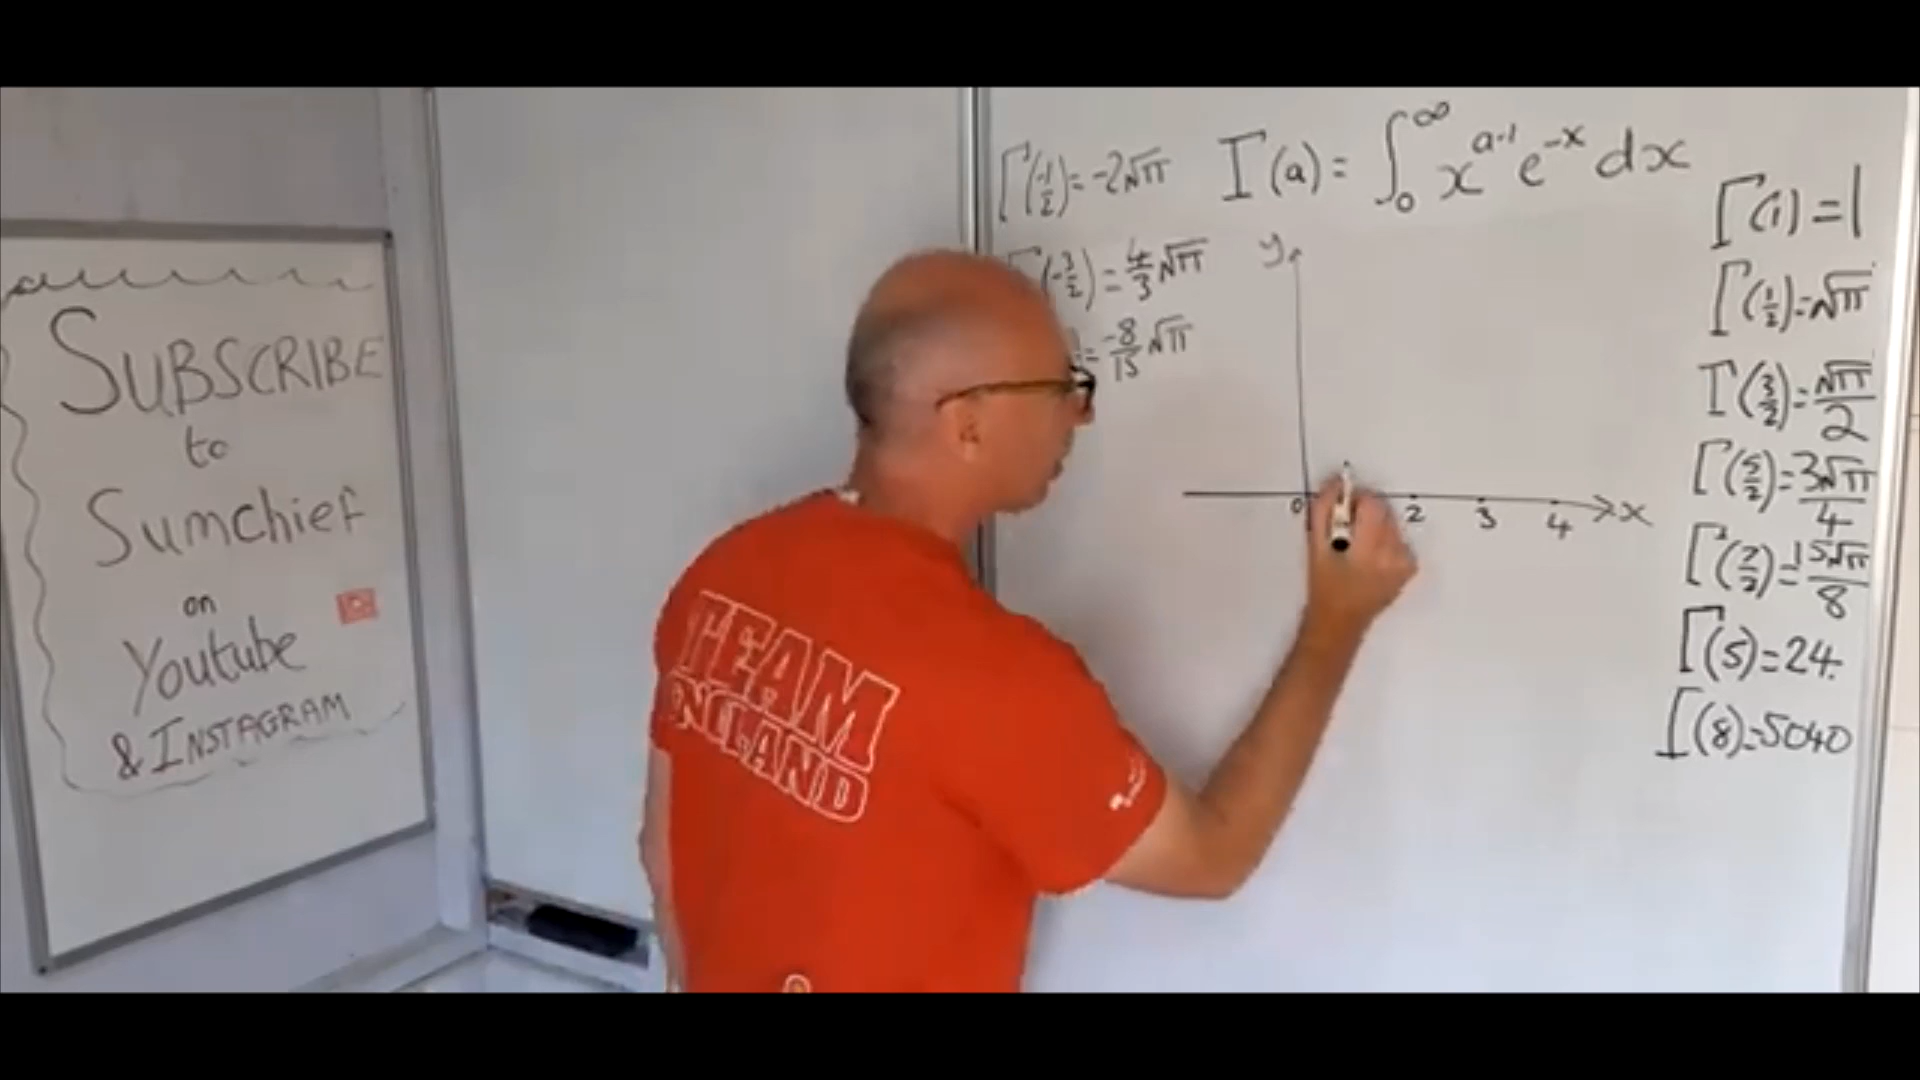 SUBSCRIBE
to
Sumchief
on
Youtube
& INSTAGRAM
TEAM
ENGLAND
Γ(-1/2) = -2√π
(-3/2) = 4/3 √π
= -8/15 √π
Γ(a) = ∫₀^∞ x^(a-1) e^(-x) dx
y
0 2 3 4 x
Γ(1) = 1
Γ(1/2) = √π
Γ(3/2) = √π/2
Γ(5/2) = 3√π/4
Γ(7/2) = 15√π/8
Γ(5) = 24.
Γ(8) = 5040